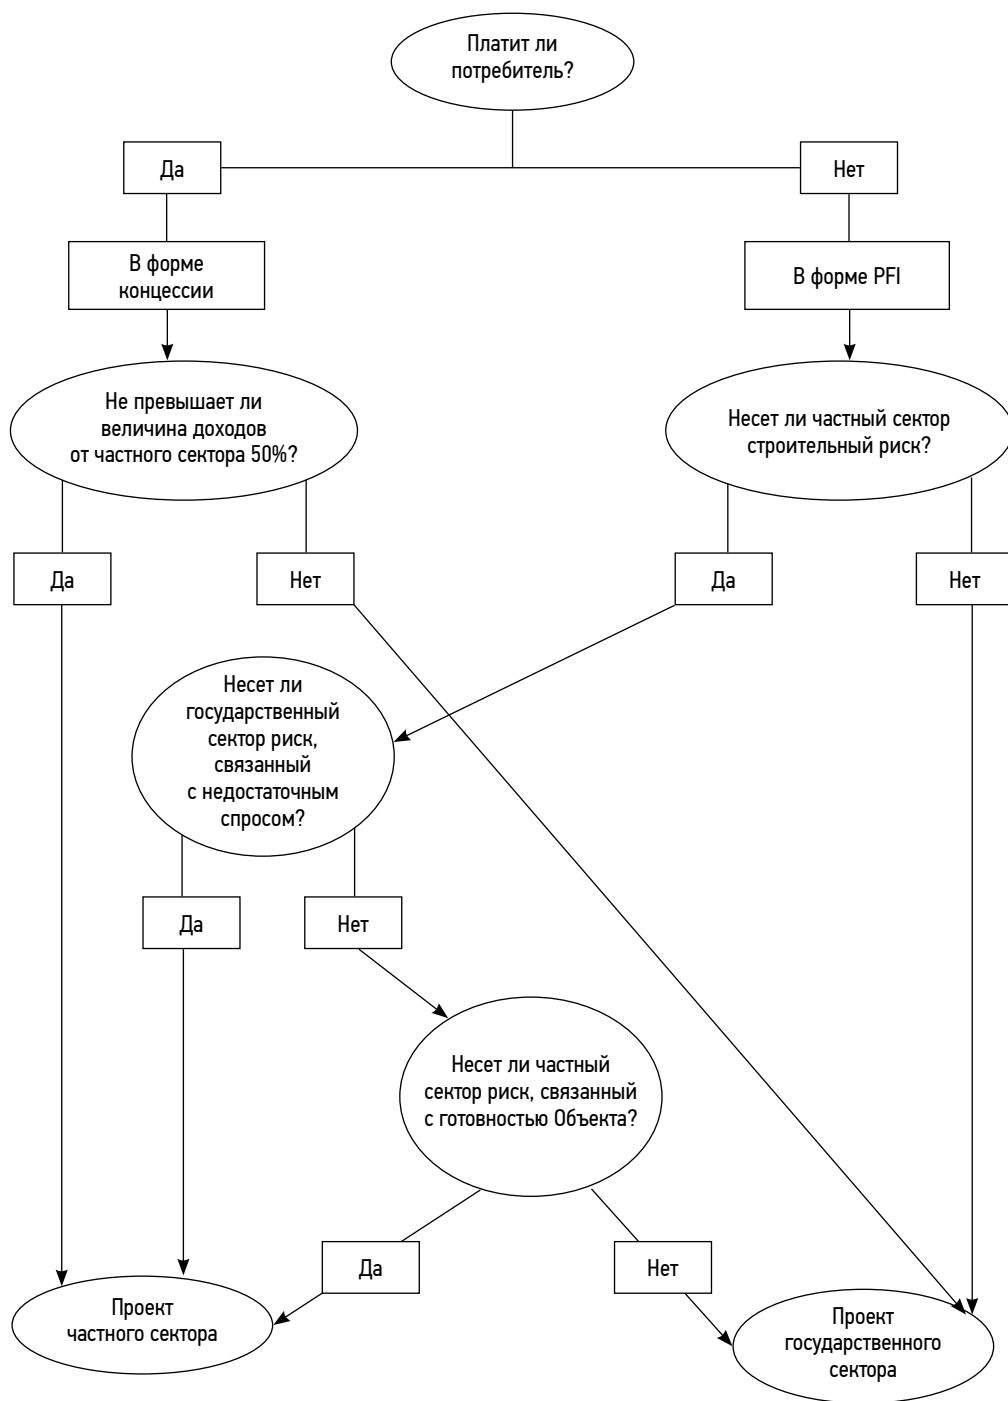 Платит ли
потребитель?
Да
Нет
В форме
концессии
В форме PFI
Не превышает ли
величина доходов
от частного сектора 50%?
Несет ли частный сектор
строительный риск?
Да
Нет
Да
Нет
Несет ли
государственный
сектор риск,
связанный
с недостаточным
спросом?
Да
Нет
Несет ли частный
сектор риск, связанный
с готовностью Объекта?
Да
Нет
Проект
частного сектора
Проект
государственного
сектора